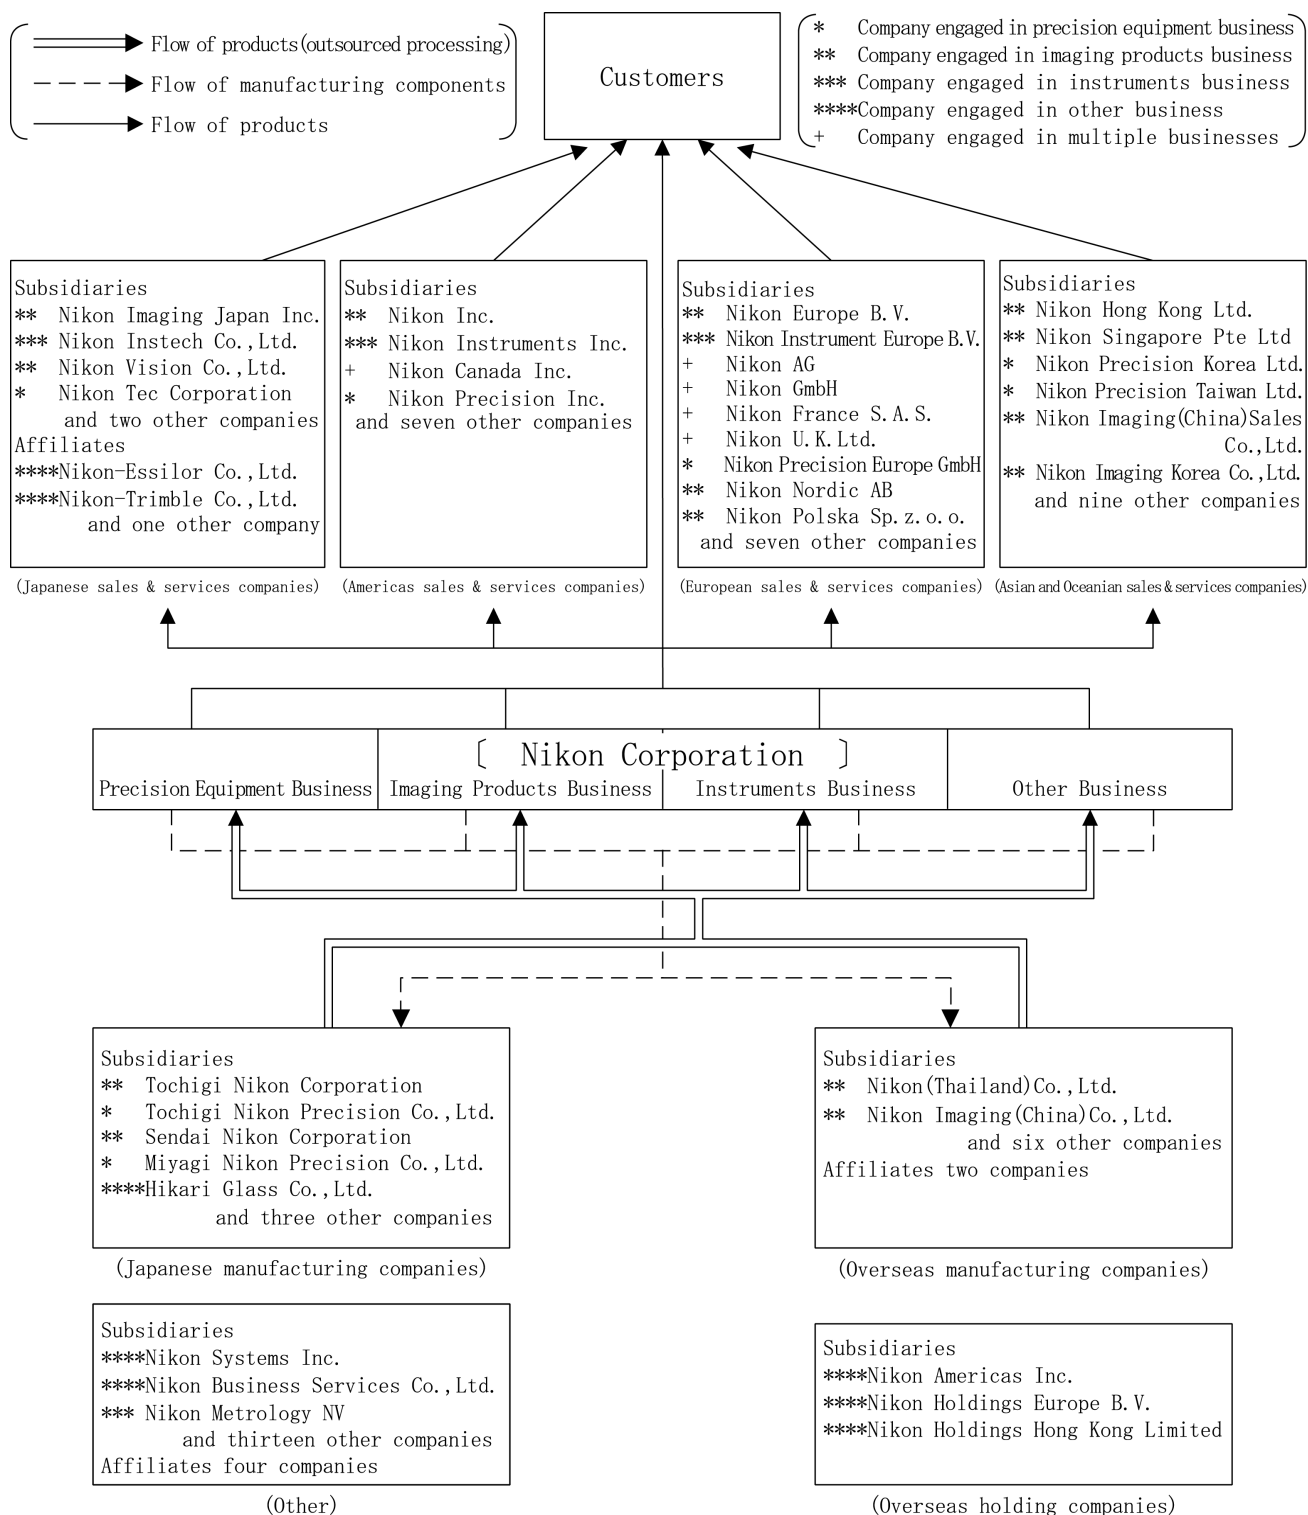 Flow of products(outsourced processing)
Flow of manufacturing components
Flow of products
Customers
* Company engaged in precision equipment business
** Company engaged in imaging products business
*** Company engaged in instruments business
****Company engaged in other business
+ Company engaged in multiple businesses
Subsidiaries
** Nikon Imaging Japan Inc.
*** Nikon Instech Co.,Ltd.
** Nikon Vision Co.,Ltd.
* Nikon Tec Corporation
and two other companies
Affiliates
****Nikon-Essilor Co.,Ltd.
****Nikon-Trimble Co.,Ltd.
and one other company
(Japanese sales & services companies)
Subsidiaries
** Nikon Inc.
*** Nikon Instruments Inc.
+ Nikon Canada Inc.
* Nikon Precision Inc.
and seven other companies
(Americas sales & services companies)
Subsidiaries
** Nikon Europe B.V.
*** Nikon Instrument Europe B.V.
+ Nikon AG
+ Nikon GmbH
+ Nikon France S.A.S.
+ Nikon U.K.Ltd.
* Nikon Precision Europe GmbH
** Nikon Nordic AB
** Nikon Polska Sp.z.o.o.
and seven other companies
(European sales & services companies)
Subsidiaries
** Nikon Hong Kong Ltd.
** Nikon Singapore Pte Ltd
* Nikon Precision Korea Ltd.
* Nikon Precision Taiwan Ltd.
** Nikon Imaging(China)Sales
Co.,Ltd.
** Nikon Imaging Korea Co.,Ltd.
and nine other companies
(Asian and Oceanian sales & services companies)
〔 Nikon Corporation 〕
Precision Equipment Business
Imaging Products Business
Instruments Business
Other Business
Subsidiaries
** Tochigi Nikon Corporation
* Tochigi Nikon Precision Co.,Ltd.
** Sendai Nikon Corporation
* Miyagi Nikon Precision Co.,Ltd.
****Hikari Glass Co.,Ltd.
and three other companies
(Japanese manufacturing companies)
Subsidiaries
** Nikon(Thailand)Co.,Ltd.
** Nikon Imaging(China)Co.,Ltd.
and six other companies
Affiliates two companies
(Overseas manufacturing companies)
Subsidiaries
****Nikon Systems Inc.
****Nikon Business Services Co.,Ltd.
*** Nikon Metrology NV
and thirteen other companies
Affiliates four companies
(Other)
Subsidiaries
****Nikon Americas Inc.
****Nikon Holdings Europe B.V.
****Nikon Holdings Hong Kong Limited
(Overseas holding companies)